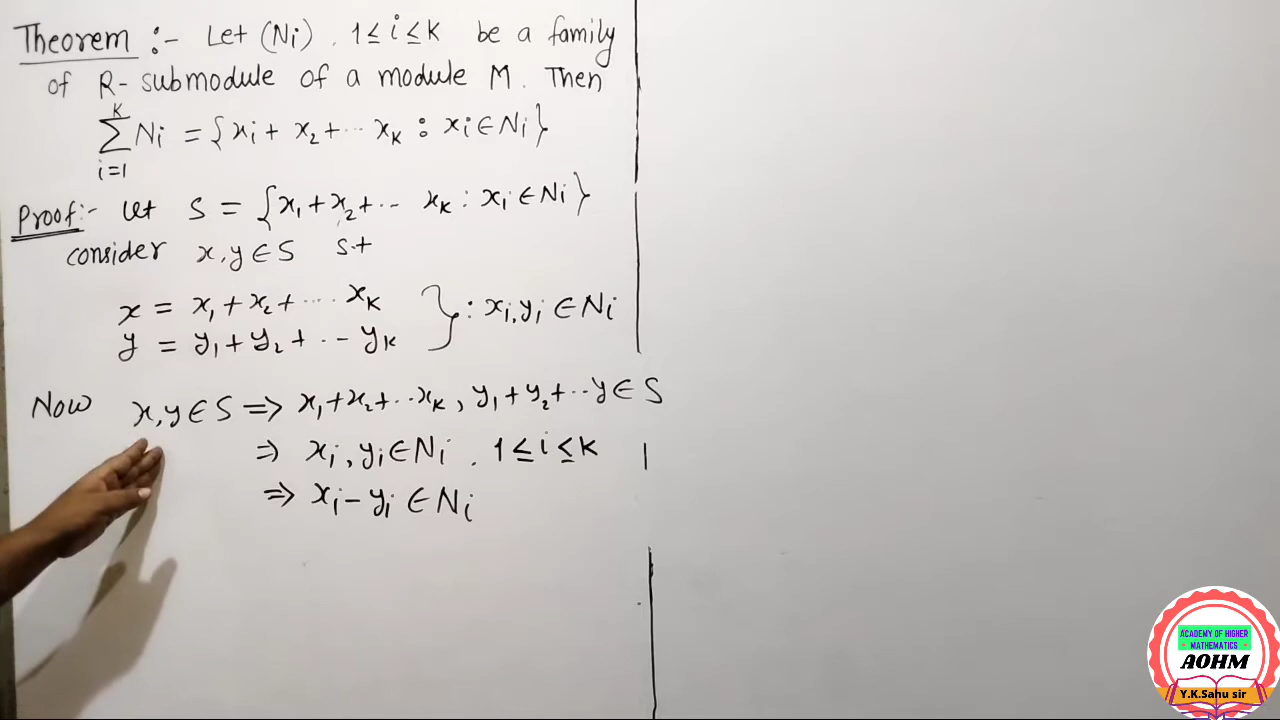 Theorem :- Let (Ni) . 1 ≤ i ≤ K be a family
of R- submodule of a module M. Then
K
∑ Ni = {xi + x₂ + ... xK : xi ∈ Ni}
i=1
Proof:- Let S = {x₁ + x₂ + ... xK : xi ∈ Ni}
consider x, y ∈ S s.t
x = x₁ + x₂ + .... xK } : xi, yi ∈ Ni
y = y₁ + y₂ + ... yK
Now x, y ∈ S ⇒ x₁ + x₂ + ... xK , y₁ + y₂ + ... y ∈ S
⇒ xi , yi ∈ Ni . 1 ≤ i ≤ K
⇒ xi - yi ∈ Ni
ACADEMY OF HIGHER
MATHEMATICS
AOHM
Y.K.Sahu sir